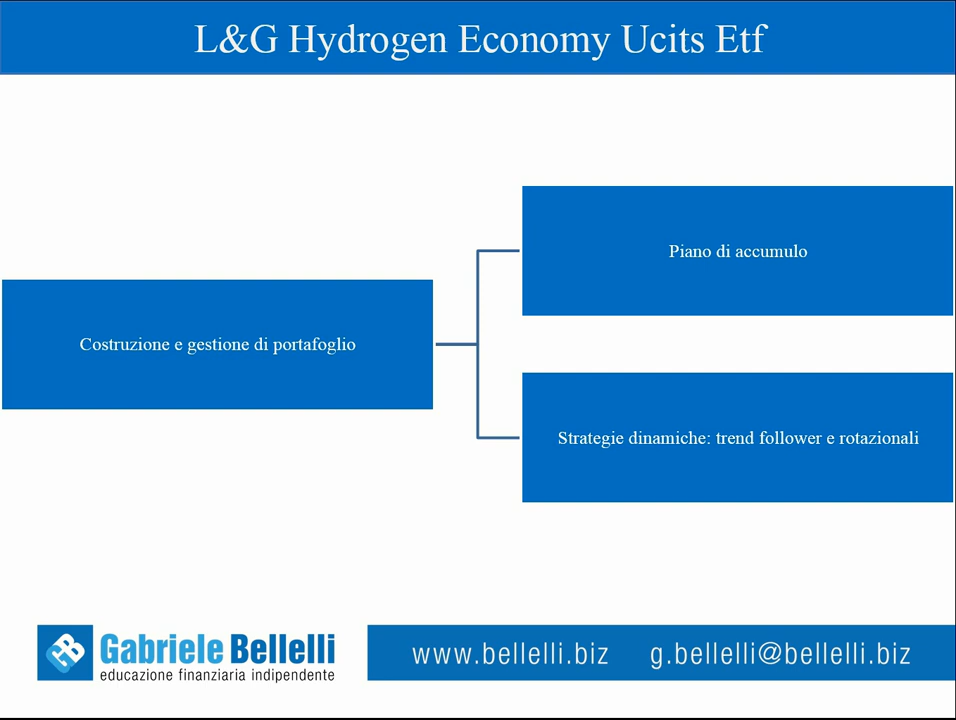 L&G Hydrogen Economy Ucits Etf
Piano di accumulo
Costruzione e gestione di portafoglio
Strategie dinamiche: trend follower e rotazionali
Gabriele Bellelli
educazione finanziaria indipendente
www.bellelli.biz g.bellelli@bellelli.biz